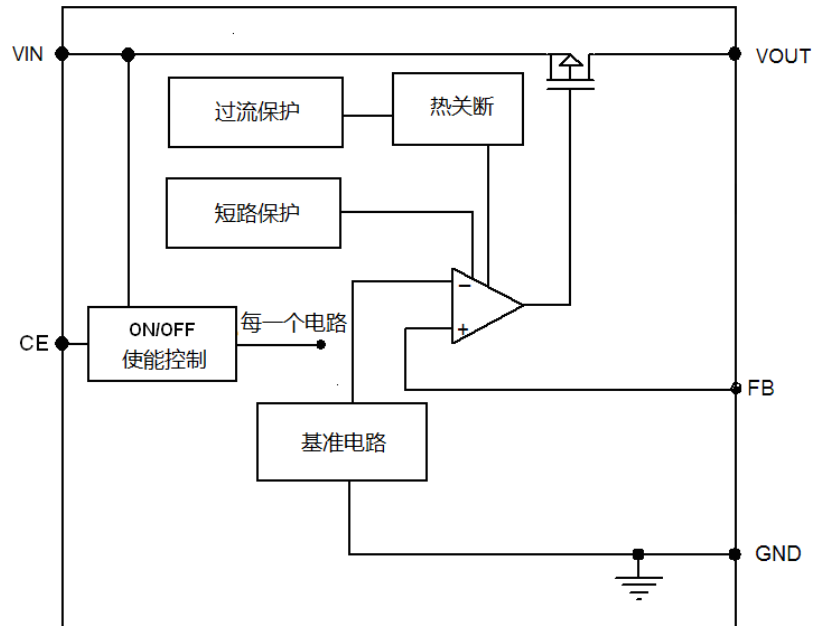 VIN
VOUT
过流保护
热关断
短路保护
−
+
CE
ON/OFF
使能控制
每一个电路
FB
基准电路
GND